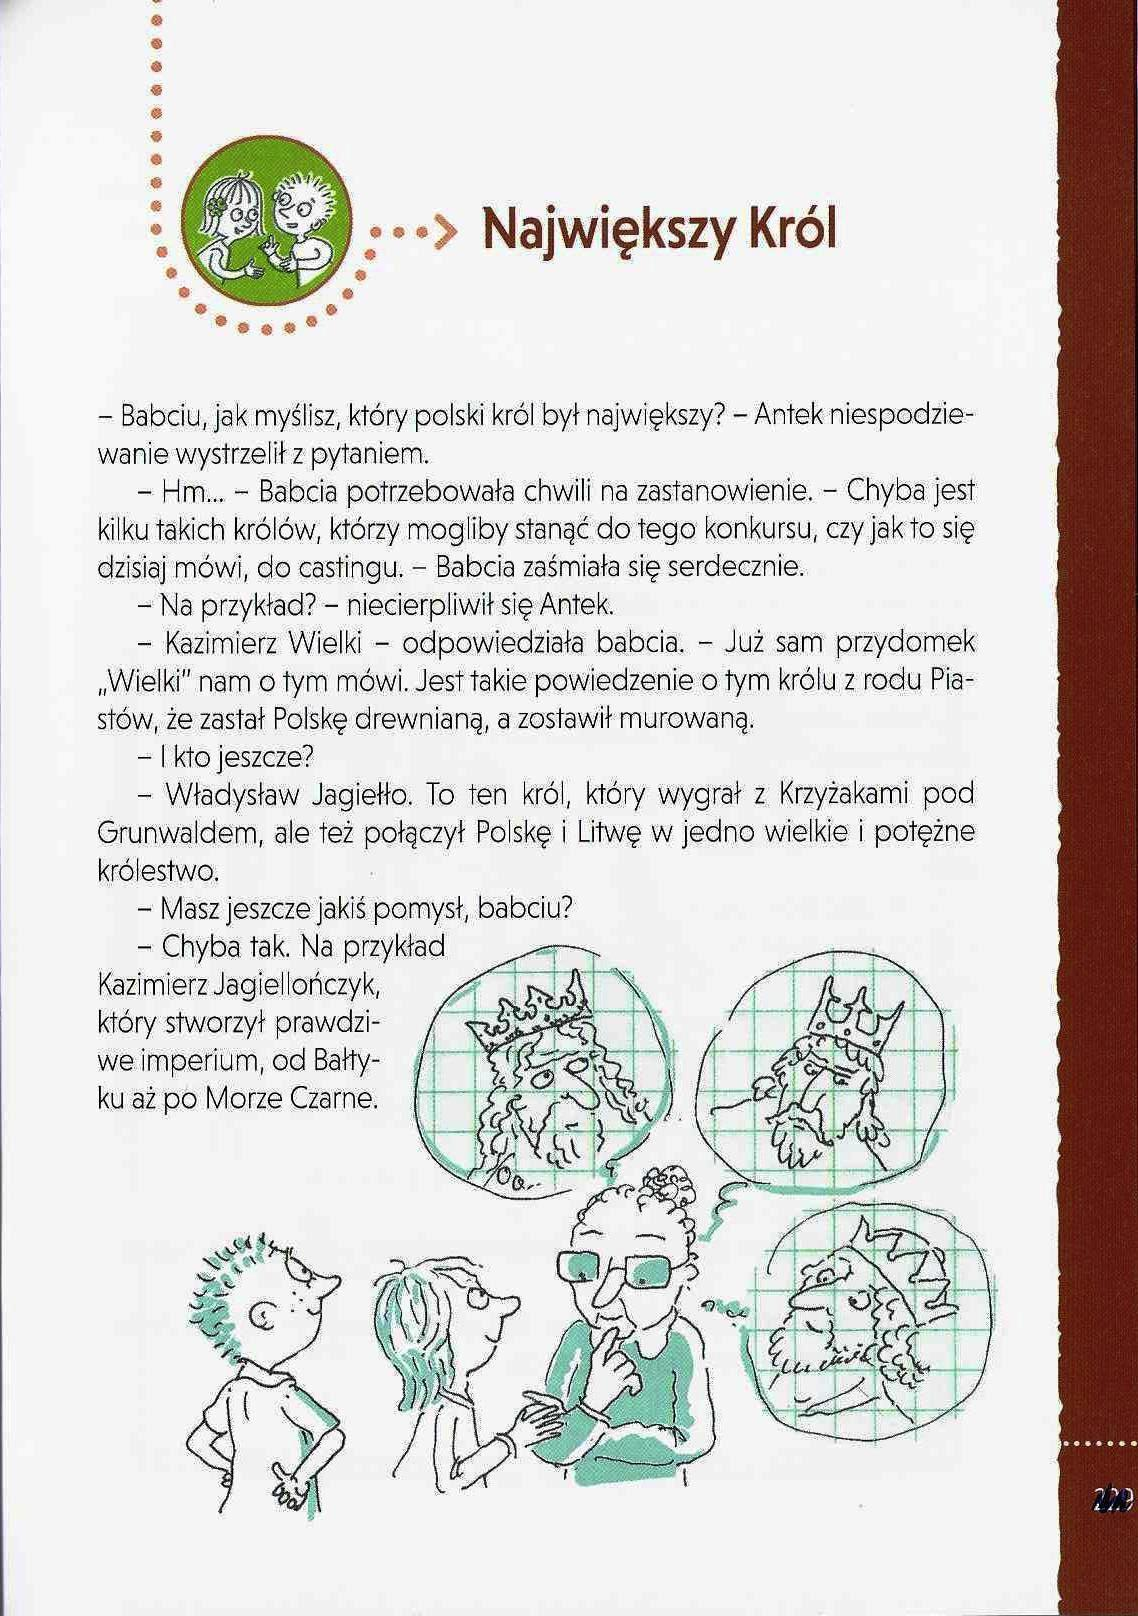 Największy Król
– Babciu, jak myślisz, który polski król był największy? – Antek niespodzie-
wanie wystrzelił z pytaniem.
– Hm... – Babcia potrzebowała chwili na zastanowienie. – Chyba jest
kilku takich królów, którzy mogliby stanąć do tego konkursu, czy jak to się
dzisiaj mówi, do castingu. – Babcia zaśmiała się serdecznie.
– Na przykład? – niecierpliwił się Antek.
– Kazimierz Wielki – odpowiedziała babcia. – Już sam przydomek
„Wielki" nam o tym mówi. Jest takie powiedzenie o tym królu z rodu Pia-
stów, że zastał Polskę drewnianą, a zostawił murowaną.
– I kto jeszcze?
– Władysław Jagiełło. To ten król, który wygrał z Krzyżakami pod
Grunwaldem, ale też połączył Polskę i Litwę w jedno wielkie i potężne
królestwo.
– Masz jeszcze jakiś pomysł, babciu?
– Chyba tak. Na przykład
Kazimierz Jagiellończyk,
który stworzył prawdzi-
we imperium, od Bałty-
ku aż po Morze Czarne.